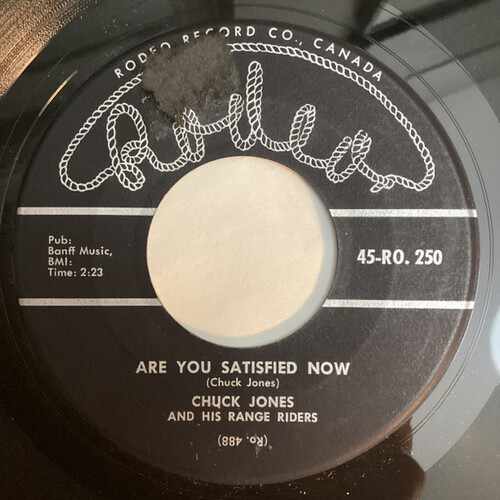 RODEO RECORD CO., CANADA
Rodeo
Pub:
Banff Music,
BMI:
Time: 2:23
45-RO. 250
ARE YOU SATISFIED NOW
(Chuck Jones)
CHUCK JONES
AND HIS RANGE RIDERS
(Ro. 488)